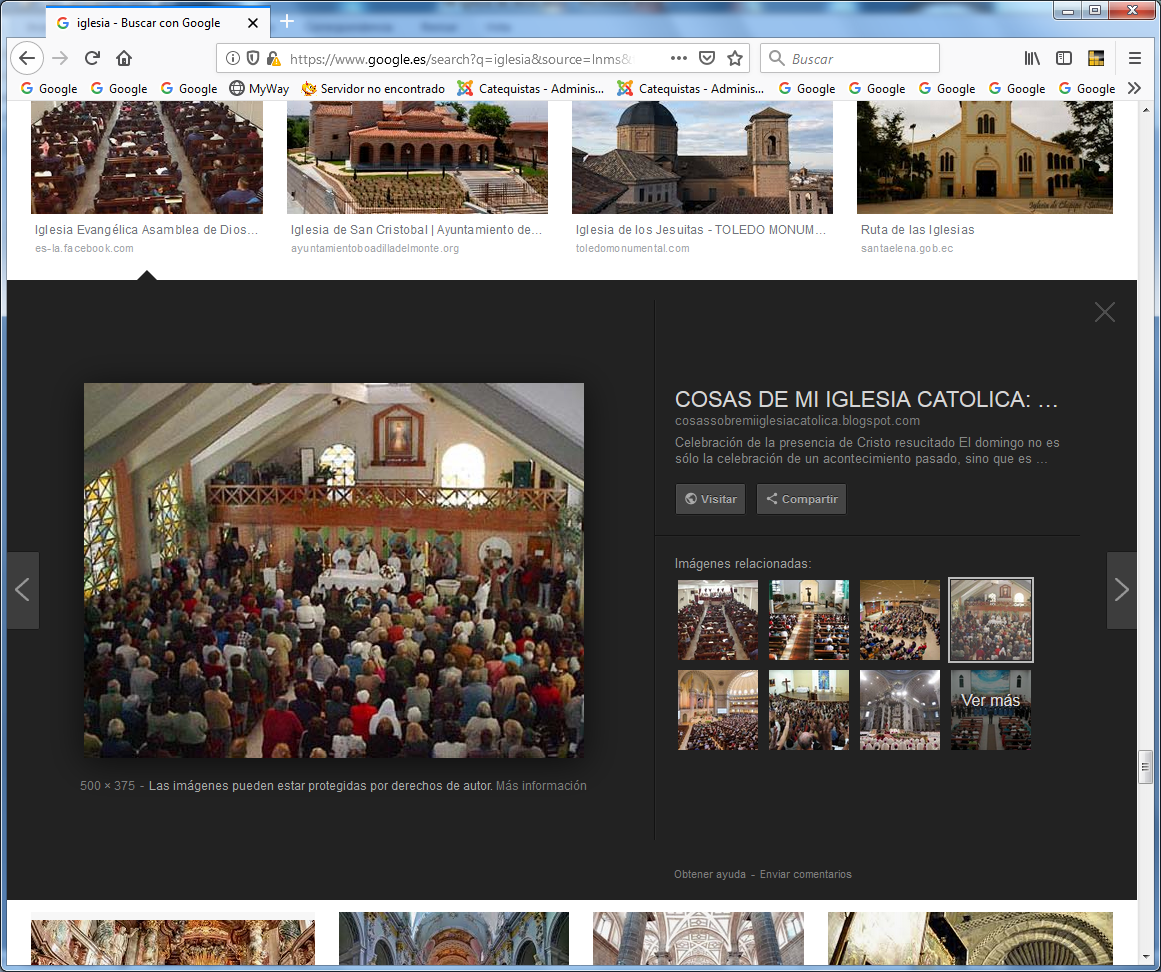 iglesia - Buscar con Google
https://www.google.es/search?q=iglesia&source=lnms&
Buscar
Google
Google
Google
MyWay
Servidor no encontrado
Catequistas - Adminis...
Catequistas - Adminis...
Google
Google
Google
Google
Google
Iglesia Evangélica Asamblea de Dios...
es-la.facebook.com
Iglesia de San Cristobal | Ayuntamiento de...
ayuntamientoboadilladelmonte.org
Iglesia de los Jesuitas - TOLEDO MONUM...
toledomonumental.com
Ruta de las Iglesias
santaelena.gob.ec
COSAS DE MI IGLESIA CATOLICA: ...
cosassobremiiglesiacatolica.blogspot.com
Celebración de la presencia de Cristo resucitado El domingo no es
sólo la celebración de un acontecimiento pasado, sino que es ...
Visitar
Compartir
Imágenes relacionadas:
Ver más
500 × 375 - Las imágenes pueden estar protegidas por derechos de autor. Más información
Obtener ayuda - Enviar comentarios